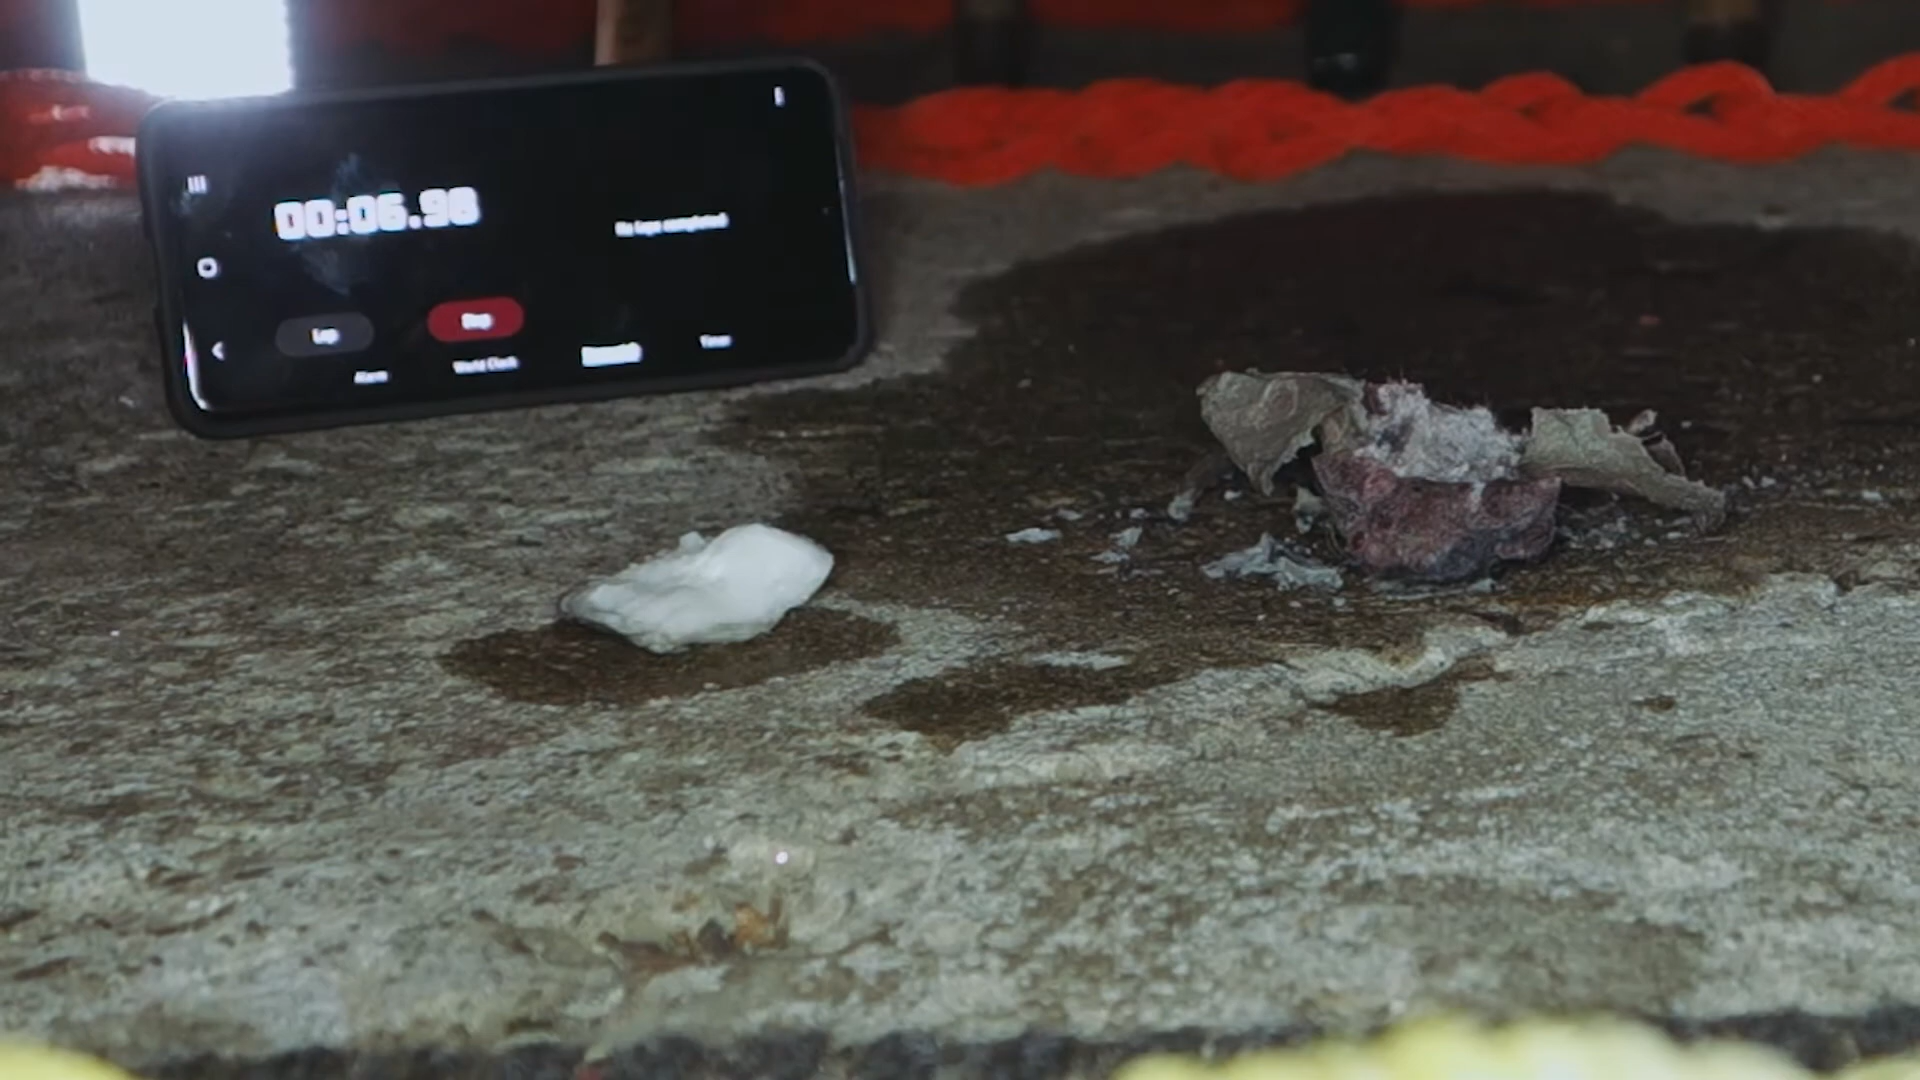 00:06.98
No laps completed
Lap
Stop
Alarm
World Clock
Stopwatch
Timer